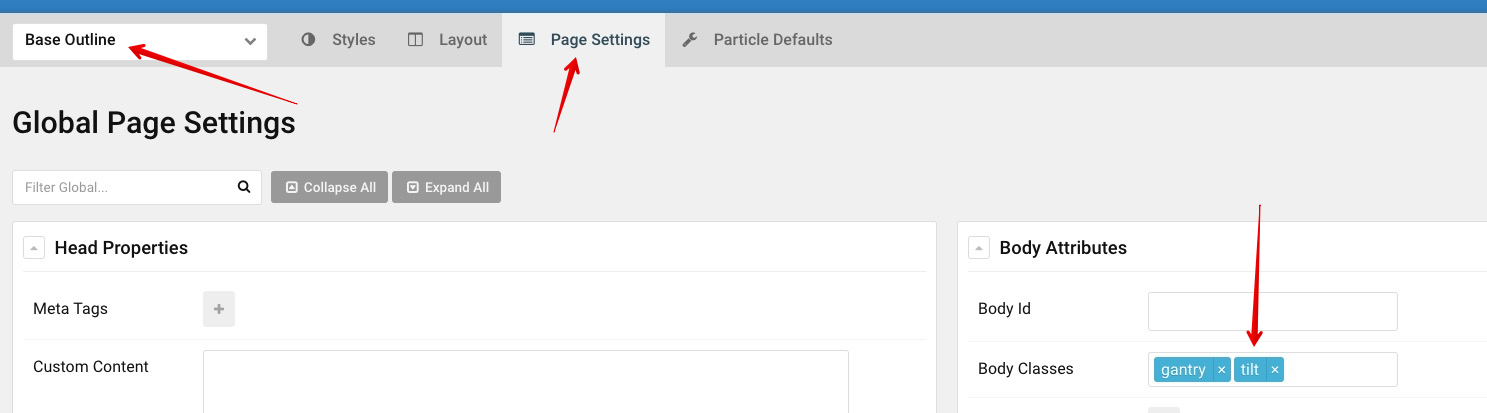 Base Outline Styles Layout Page Settings Particle Defaults
Global Page Settings
Filter Global... Collapse All Expand All
Head Properties
Meta Tags
Custom Content
Body Attributes
Body Id
Body Classes gantry × tilt ×